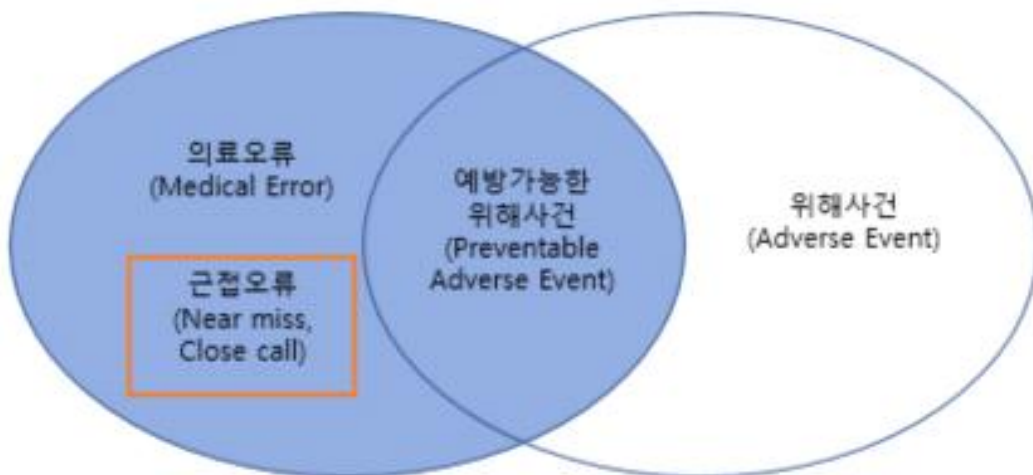 의료오류
(Medical Error)
근접오류
(Near miss,
Close call)
예방가능한
위해사건
(Preventable
Adverse Event)
위해사건
(Adverse Event)